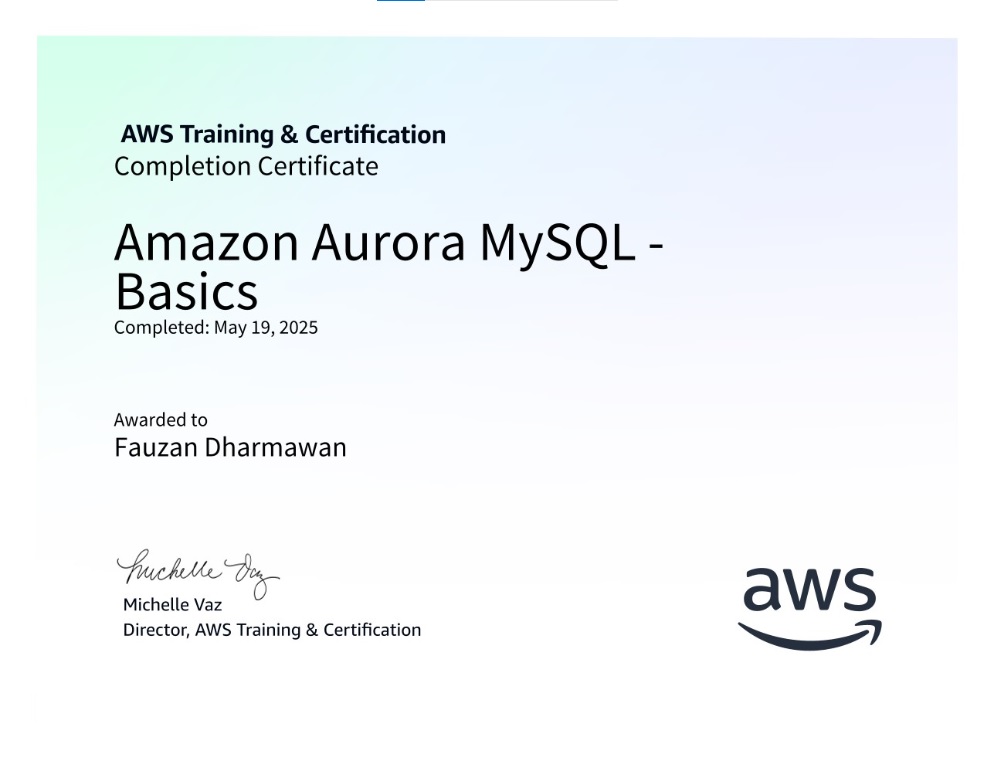 AWS Training & Certification
Completion Certificate
Amazon Aurora MySQL -
Basics
Completed: May 19, 2025
Awarded to
Fauzan Dharmawan
Michelle Vaz
Michelle Vaz
Director, AWS Training & Certification
aws